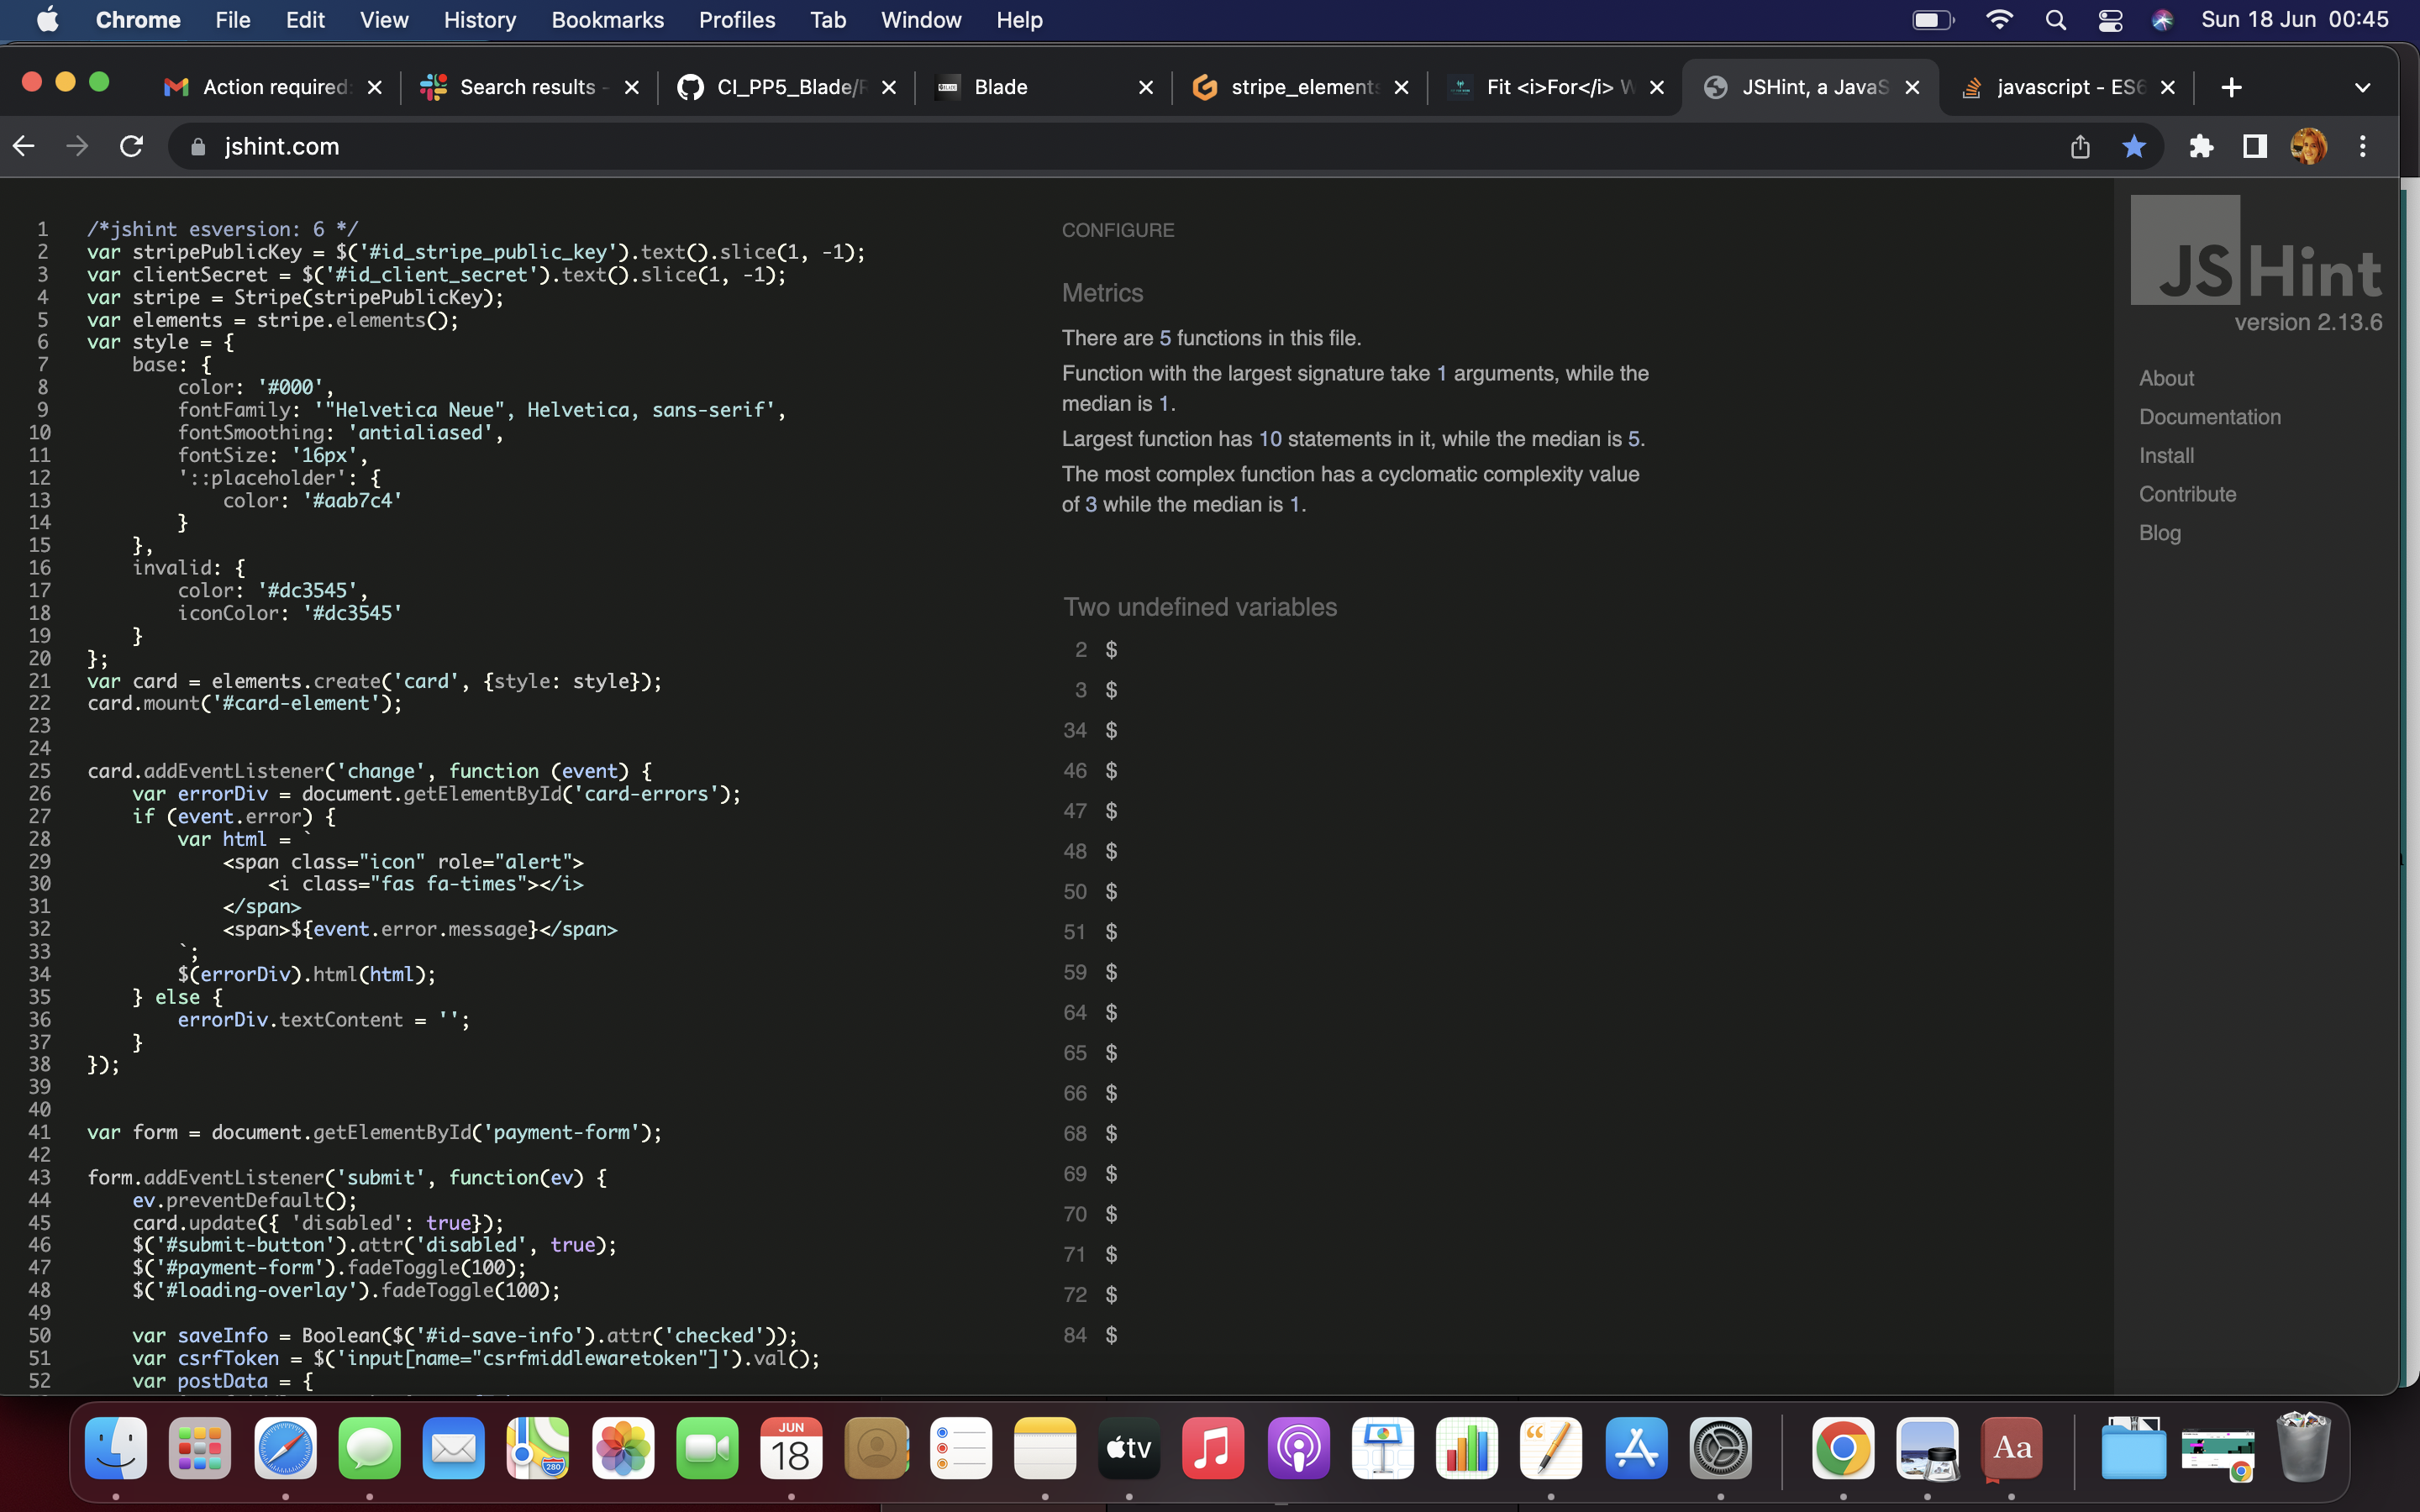 Chrome File Edit View History Bookmarks Profiles Tab Window Help Sun 18 Jun 00:45
Action required: Search results - CI_PP5_Blade/ Blade stripe_elements Fit <i>For</i> JSHint, a JavaS javascript - ES6
jshint.com
1 /*jshint esversion: 6 */
2 var stripePublicKey = $('#id_stripe_public_key').text().slice(1, -1);
3 var clientSecret = $('#id_client_secret').text().slice(1, -1);
4 var stripe = Stripe(stripePublicKey);
5 var elements = stripe.elements();
6 var style = {
7 base: {
8 color: '#000',
9 fontFamily: '"Helvetica Neue", Helvetica, sans-serif',
10 fontSmoothing: 'antialiased',
11 fontSize: '16px',
12 '::placeholder': {
13 color: '#aab7c4'
14 }
15 },
16 invalid: {
17 color: '#dc3545',
18 iconColor: '#dc3545'
19 }
20 };
21 var card = elements.create('card', {style: style});
22 card.mount('#card-element');
23
24
25 card.addEventListener('change', function (event) {
26 var errorDiv = document.getElementById('card-errors');
27 if (event.error) {
28 var html = `
29 <span class="icon" role="alert">
30 <i class="fas fa-times"></i>
31 </span>
32 <span>${event.error.message}</span>
33 `;
34 $(errorDiv).html(html);
35 } else {
36 errorDiv.textContent = '';
37 }
38 });
39
40
41 var form = document.getElementById('payment-form');
42
43 form.addEventListener('submit', function(ev) {
44 ev.preventDefault();
45 card.update({ 'disabled': true});
46 $('#submit-button').attr('disabled', true);
47 $('#payment-form').fadeToggle(100);
48 $('#loading-overlay').fadeToggle(100);
49
50 var saveInfo = Boolean($('#id-save-info').attr('checked'));
51 var csrfToken = $('input[name="csrfmiddlewaretoken"]').val();
52 var postData = {
CONFIGURE
Metrics
There are 5 functions in this file.
Function with the largest signature take 1 arguments, while the
median is 1.
Largest function has 10 statements in it, while the median is 5.
The most complex function has a cyclomatic complexity value
of 3 while the median is 1.
Two undefined variables
2 $
3 $
34 $
46 $
47 $
48 $
50 $
51 $
59 $
64 $
65 $
66 $
68 $
69 $
70 $
71 $
72 $
84 $
JSHint
version 2.13.6
About
Documentation
Install
Contribute
Blog
JUN
18
280
tv
Aa